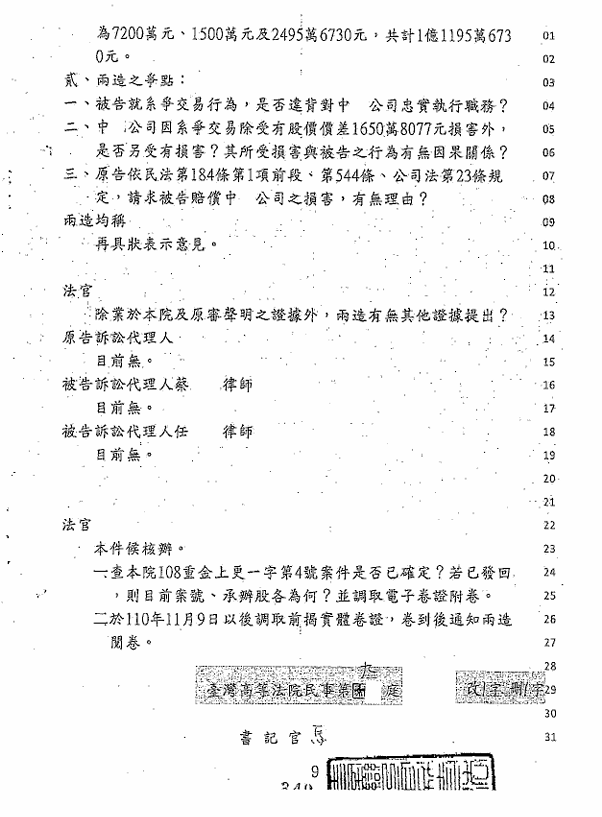 為7200萬元、1500萬元及2495萬6730元，共計1億1195萬673 01
0元。 02
貳、兩造之爭點： 03
一、被告就系爭交易行為，是否違背對中 公司忠實執行職務？ 04
二、中 公司因系爭交易除受有股價價差1650萬8077元損害外， 05
是否另受有損害？其所受損害與被告之行為有無因果關係？ 06
三、原告依民法第184條第1項前段、第544條、公司法第23條規 07
定，請求被告賠償中 公司之損害，有無理由？ 08
兩造均稱 09
再具狀表示意見。 10
11
法官 12
除業於本院及原審聲明之證據外，兩造有無其他證據提出？ 13
原告訴訟代理人 14
目前無。 15
被告訴訟代理人蔡 律師 16
目前無。 17
被告訴訟代理人任 律師 18
目前無。 19
20
21
法官 22
本件候核辦。 23
一查本院108重金上更一字第4號案件是否已確定？若已發回 24
，則目前案號、承辦股各為何？並調取電子卷證附卷。 25
二於110年11月9日以後調取前揭實體卷證，卷到後通知兩造 26
閱卷。 27
28
九
臺灣高等法院民事第 庭 改1字 刪1字 29
30
書記官 31
9